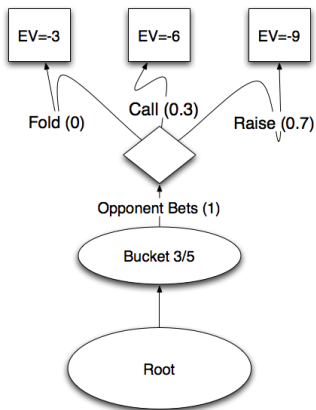 EV=-3
EV=-6
EV=-9
Fold (0)
Call (0.3)
Raise (0.7)
Opponent Bets (1)
Bucket 3/5
Root